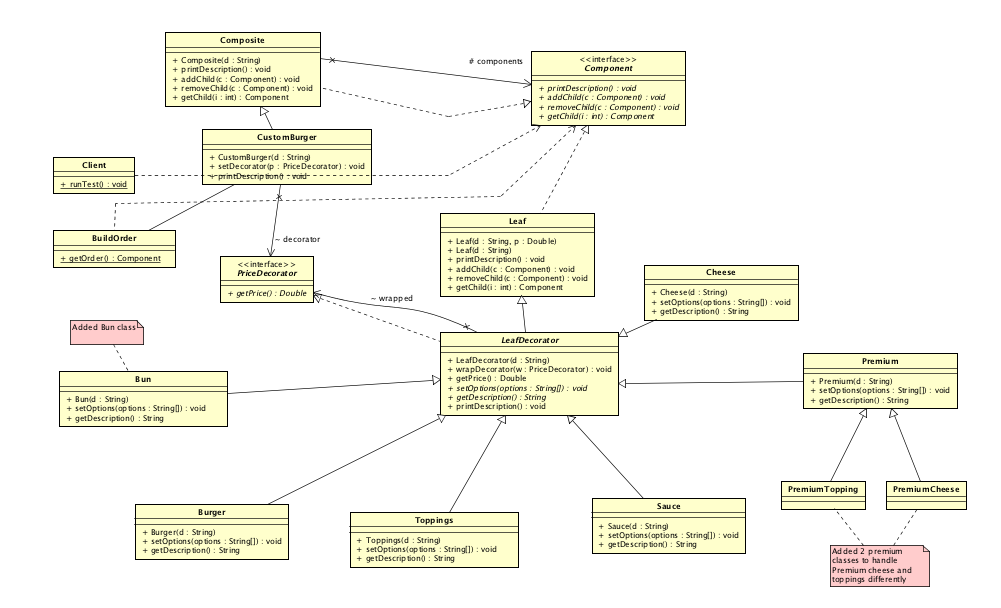 Composite
+ Composite(d : String)
+ printDescription() : void
+ addChild(c : Component) : void
+ removeChild(c : Component) : void
+ getChild(i : int) : Component
# components
<<interface>>
Component
+ printDescription() : void
+ addChild(c : Component) : void
+ removeChild(c : Component) : void
+ getChild(i : int) : Component
CustomBurger
+ CustomBurger(d : String)
+ setDecorator(p : PriceDecorator) : void
+ printDescription() : void
Client
+ runTest() : void
BuildOrder
+ getOrder() : Component
~ decorator
<<interface>>
PriceDecorator
+ getPrice() : Double
Leaf
+ Leaf(d : String, p : Double)
+ Leaf(d : String)
+ printDescription() : void
+ addChild(c : Component) : void
+ removeChild(c : Component) : void
+ getChild(i : int) : Component
Cheese
+ Cheese(d : String)
+ setOptions(options : String[]) : void
+ getDescription() : String
~ wrapped
Added Bun class
LeafDecorator
+ LeafDecorator(d : String)
+ wrapDecorator(w : PriceDecorator) : void
+ getPrice() : Double
+ setOptions(options : String[]) : void
+ getDescription() : String
+ printDescription() : void
Premium
+ Premium(d : String)
+ setOptions(options : String[]) : void
+ getDescription() : String
Bun
+ Bun(d : String)
+ setOptions(options : String[]) : void
+ getDescription() : String
PremiumTopping
PremiumCheese
Burger
+ Burger(d : String)
+ setOptions(options : String[]) : void
+ getDescription() : String
Toppings
+ Toppings(d : String)
+ setOptions(options : String[]) : void
+ getDescription() : String
Sauce
+ Sauce(d : String)
+ setOptions(options : String[]) : void
+ getDescription() : String
Added 2 premium
classes to handle
Premium cheese and
toppings differently